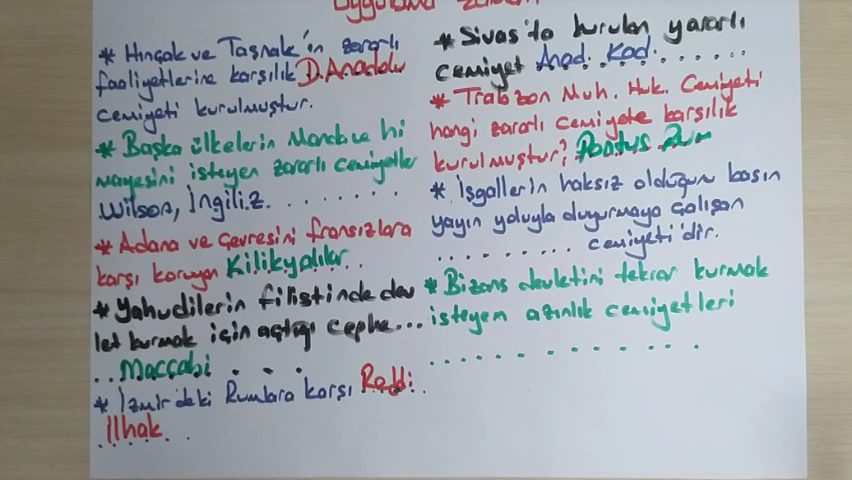 Uygulama Zamanı
* Hınçak ve Taşnak'ın zararlı
faaliyetlerine karşılık D. Anadolu
cemiyeti kurulmuştur.
* Başka ülkelerin Manda ve hi
mayesini isteyen zararlı cemiyetler
Wilson, İngiliz. . . . . . . .
* Adana ve çevresini fransızlara
karşı koruyan Kilikyalılar. .
* Yahudilerin filistinde dev
let kurmak için açtığı cephe...
. . Maccabi . . .
* İzmir'deki Rumlara karşı Reddi
İlhak . .
* Sivas'ta kurulan yararlı
cemiyet Anad. Kad. . . . . . .
* Trabzon Muh. Huk. Cemiyeti
hangi zararlı cemiyete karşılık
kurulmuştur? Pontus Rum
* İşgallerin haksız olduğunu basın
yayın yoluyla duyurmaya çalışan
. . . . . . . . . cemiyeti'dir.
* Bizans devletini tekrar kurmak
isteyen azınlık cemiyetleri
. . . . . . . . . . . . . .